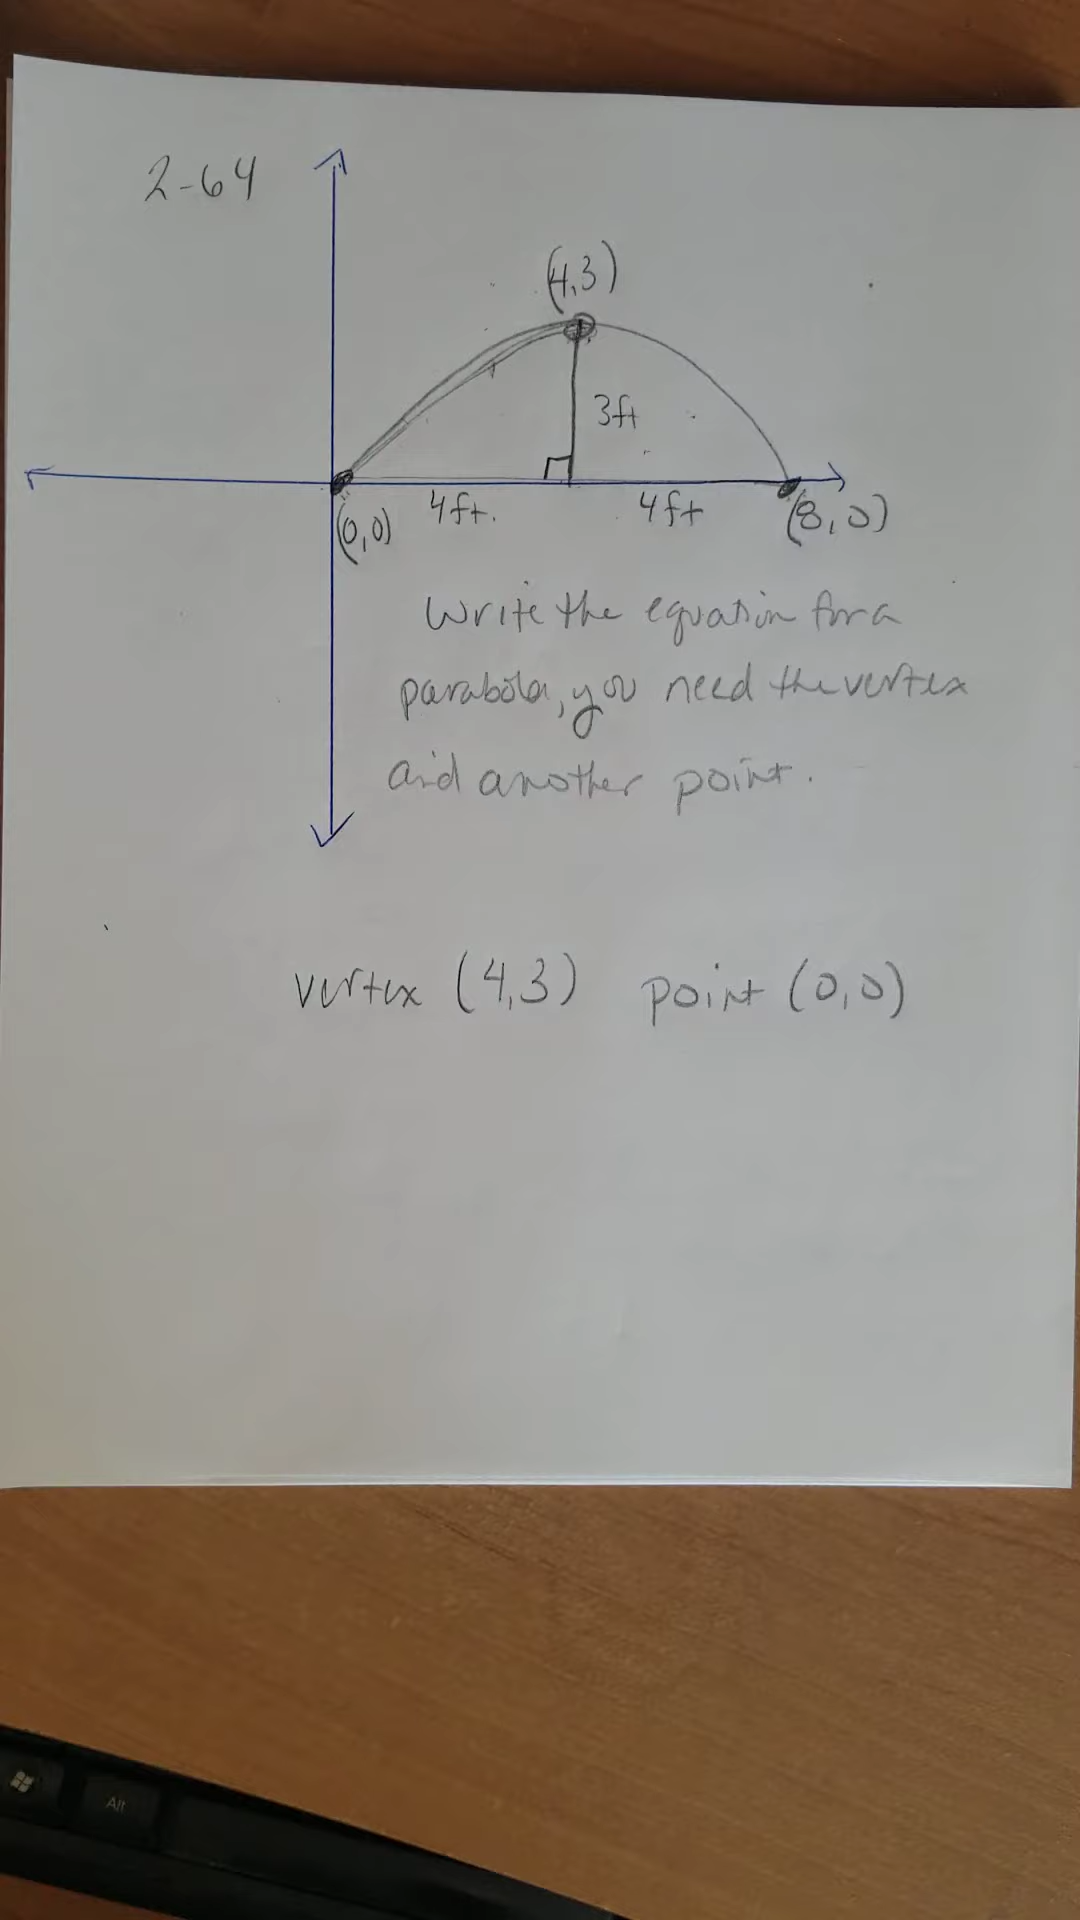 2-64
(4,3)
3ft
4ft.
4ft
(0,0)
(8,0)
Write the equation for a
parabola, you need the vertex
and another point.
vertex (4,3) point (0,0)
Alt